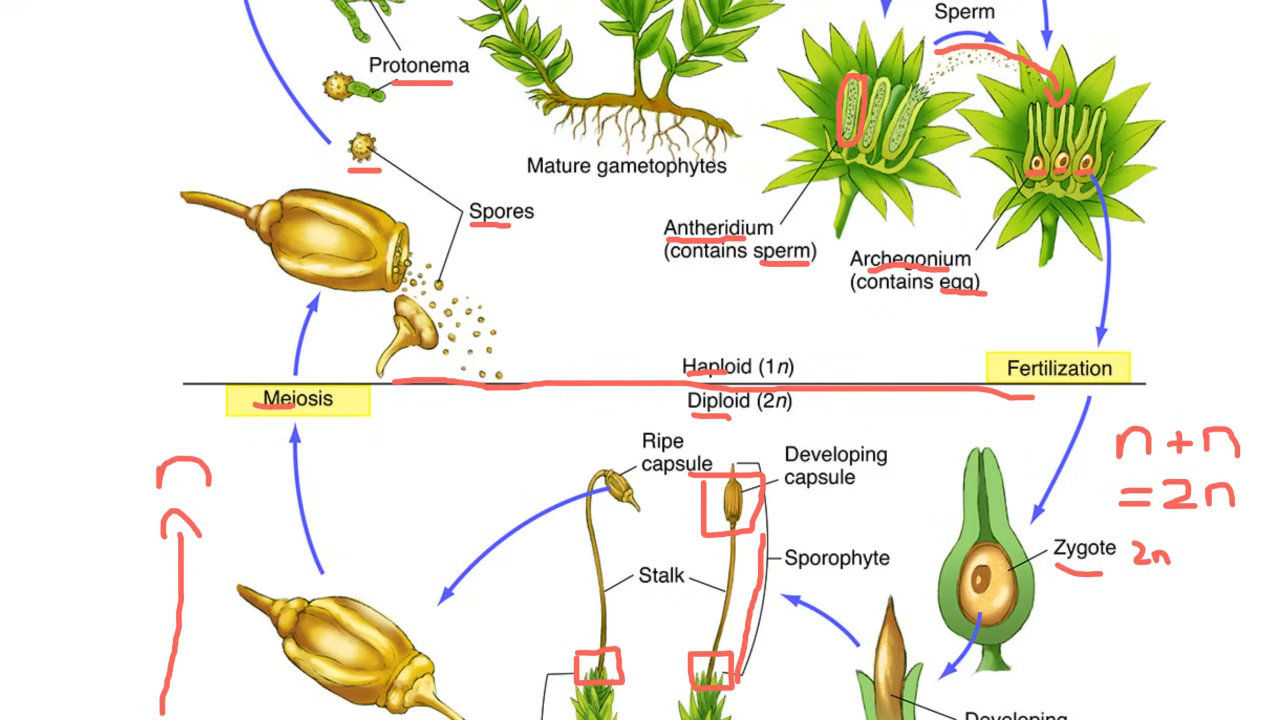 Sperm
Protonema
Mature gametophytes
Spores
Antheridium
(contains sperm)
Archegonium
(contains egg)
Haploid (1n)
Fertilization
Meiosis
Diploid (2n)
n + n
= 2n
Ripe
capsule
Developing
capsule
n
Zygote 2n
Sporophyte
Stalk
Developing